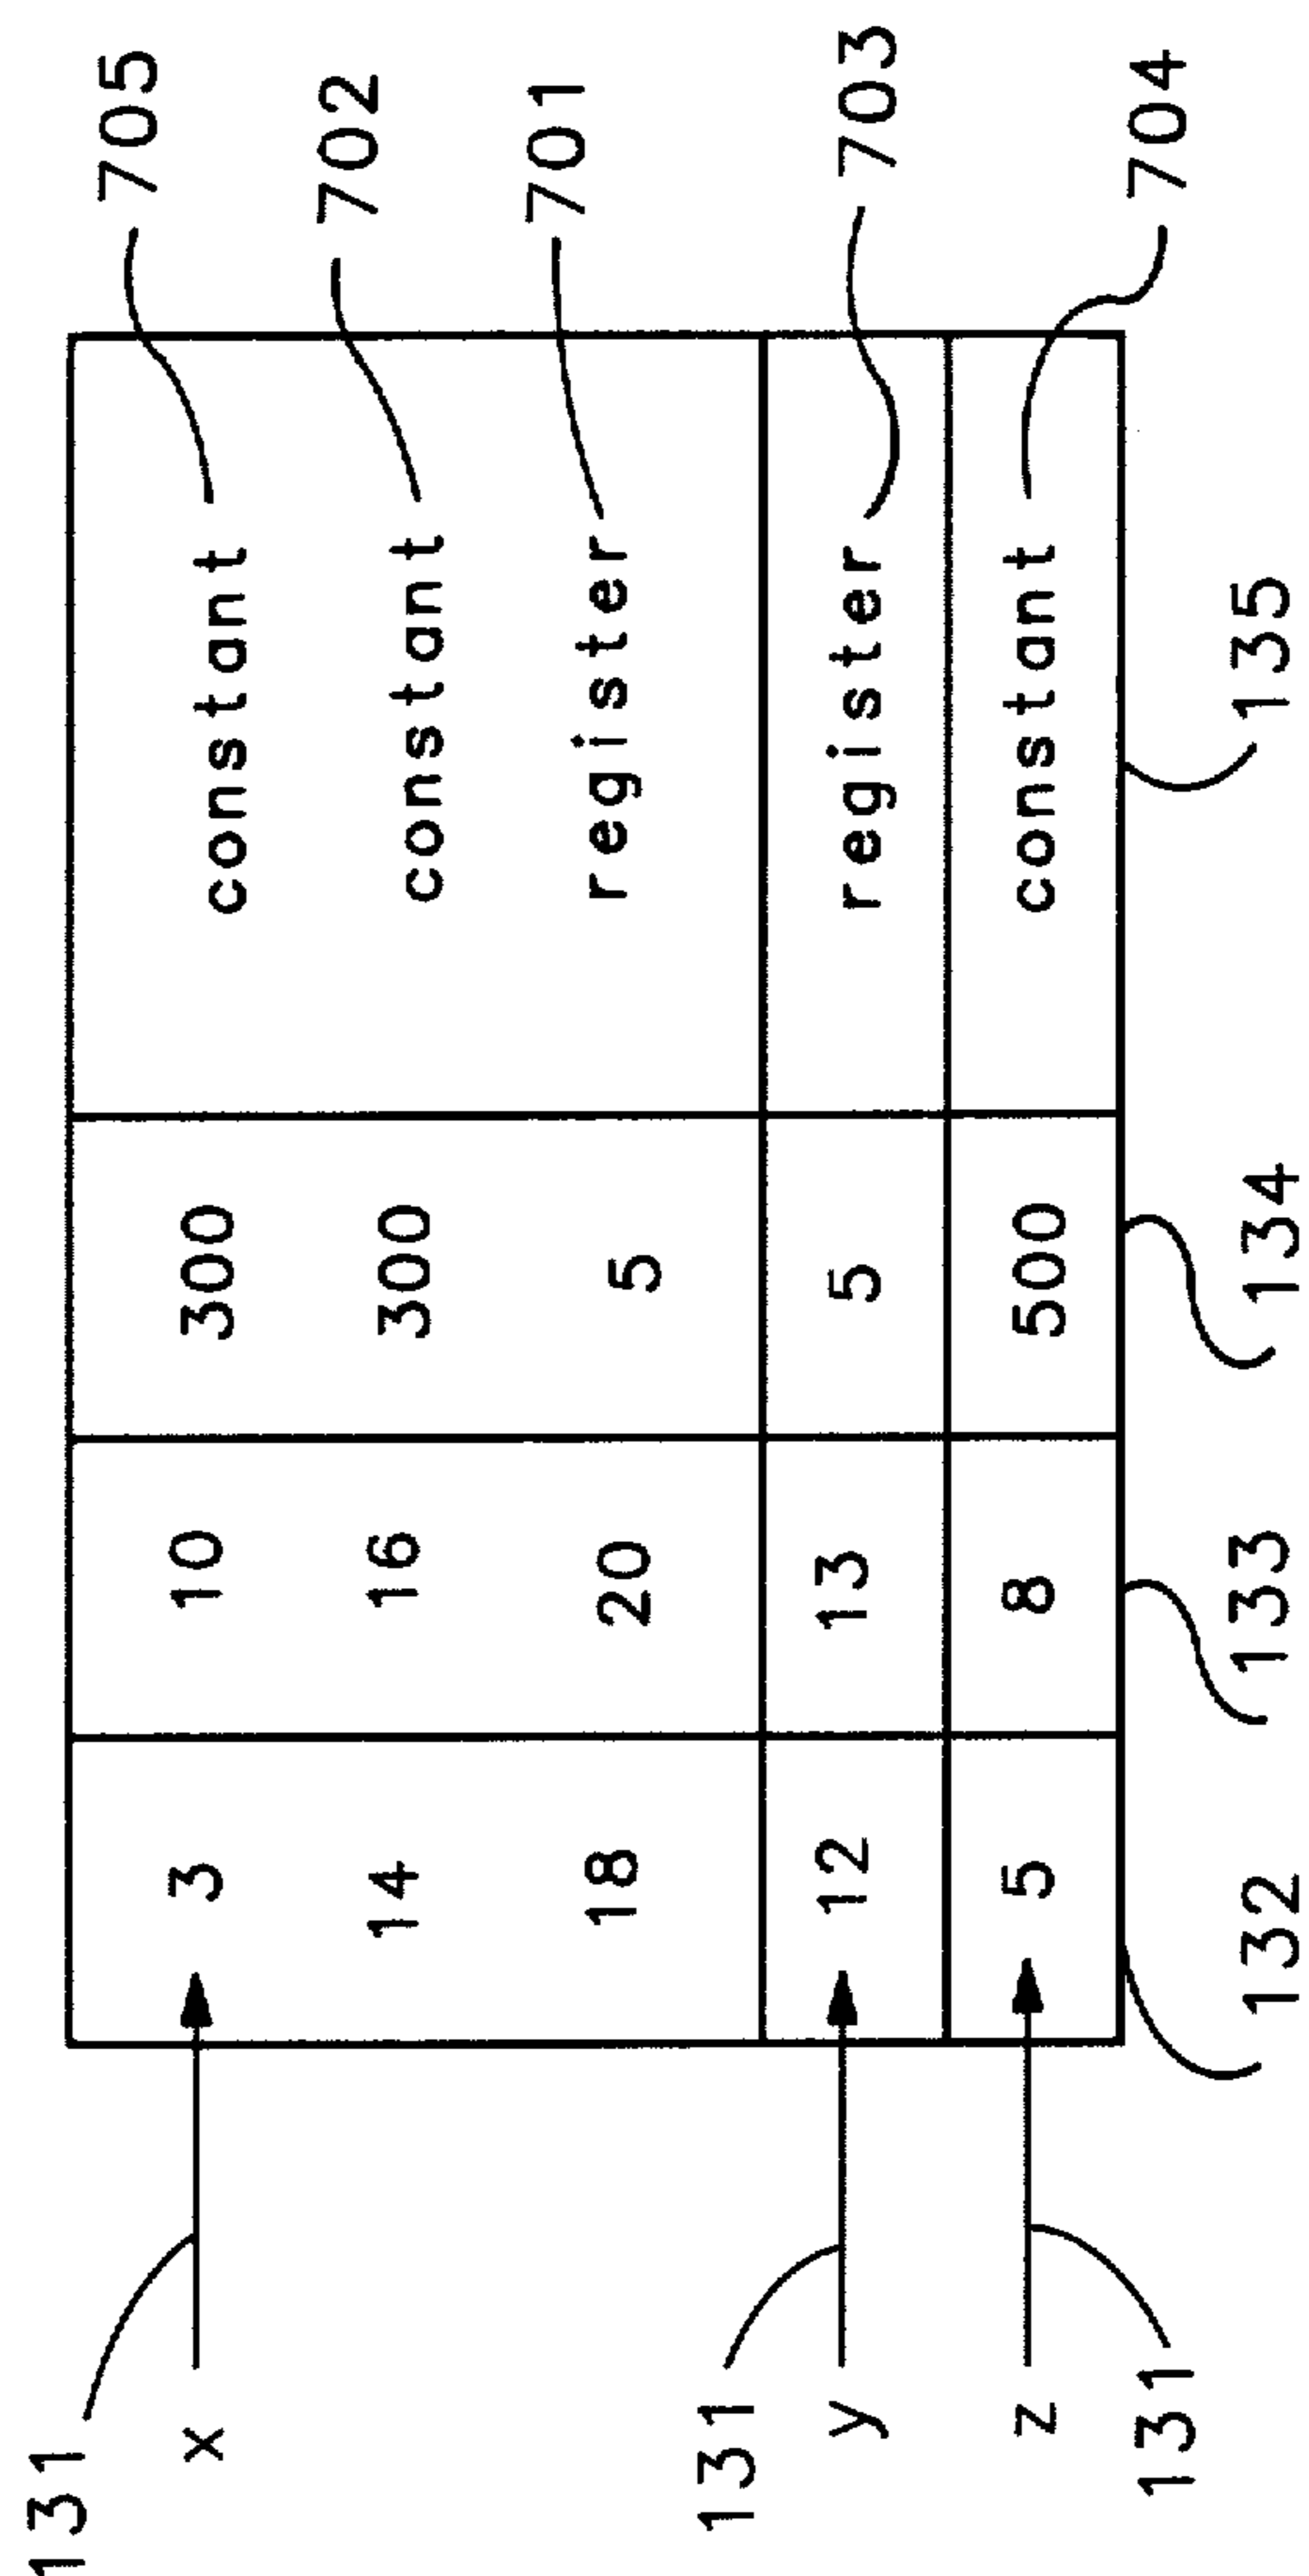 131
x 3 10 300 constant 705
14 16 300 constant 702
18 20 5 register 701
131
y 12 13 5 register 703
z 5 8 500 constant 704
131
132 133 134 135